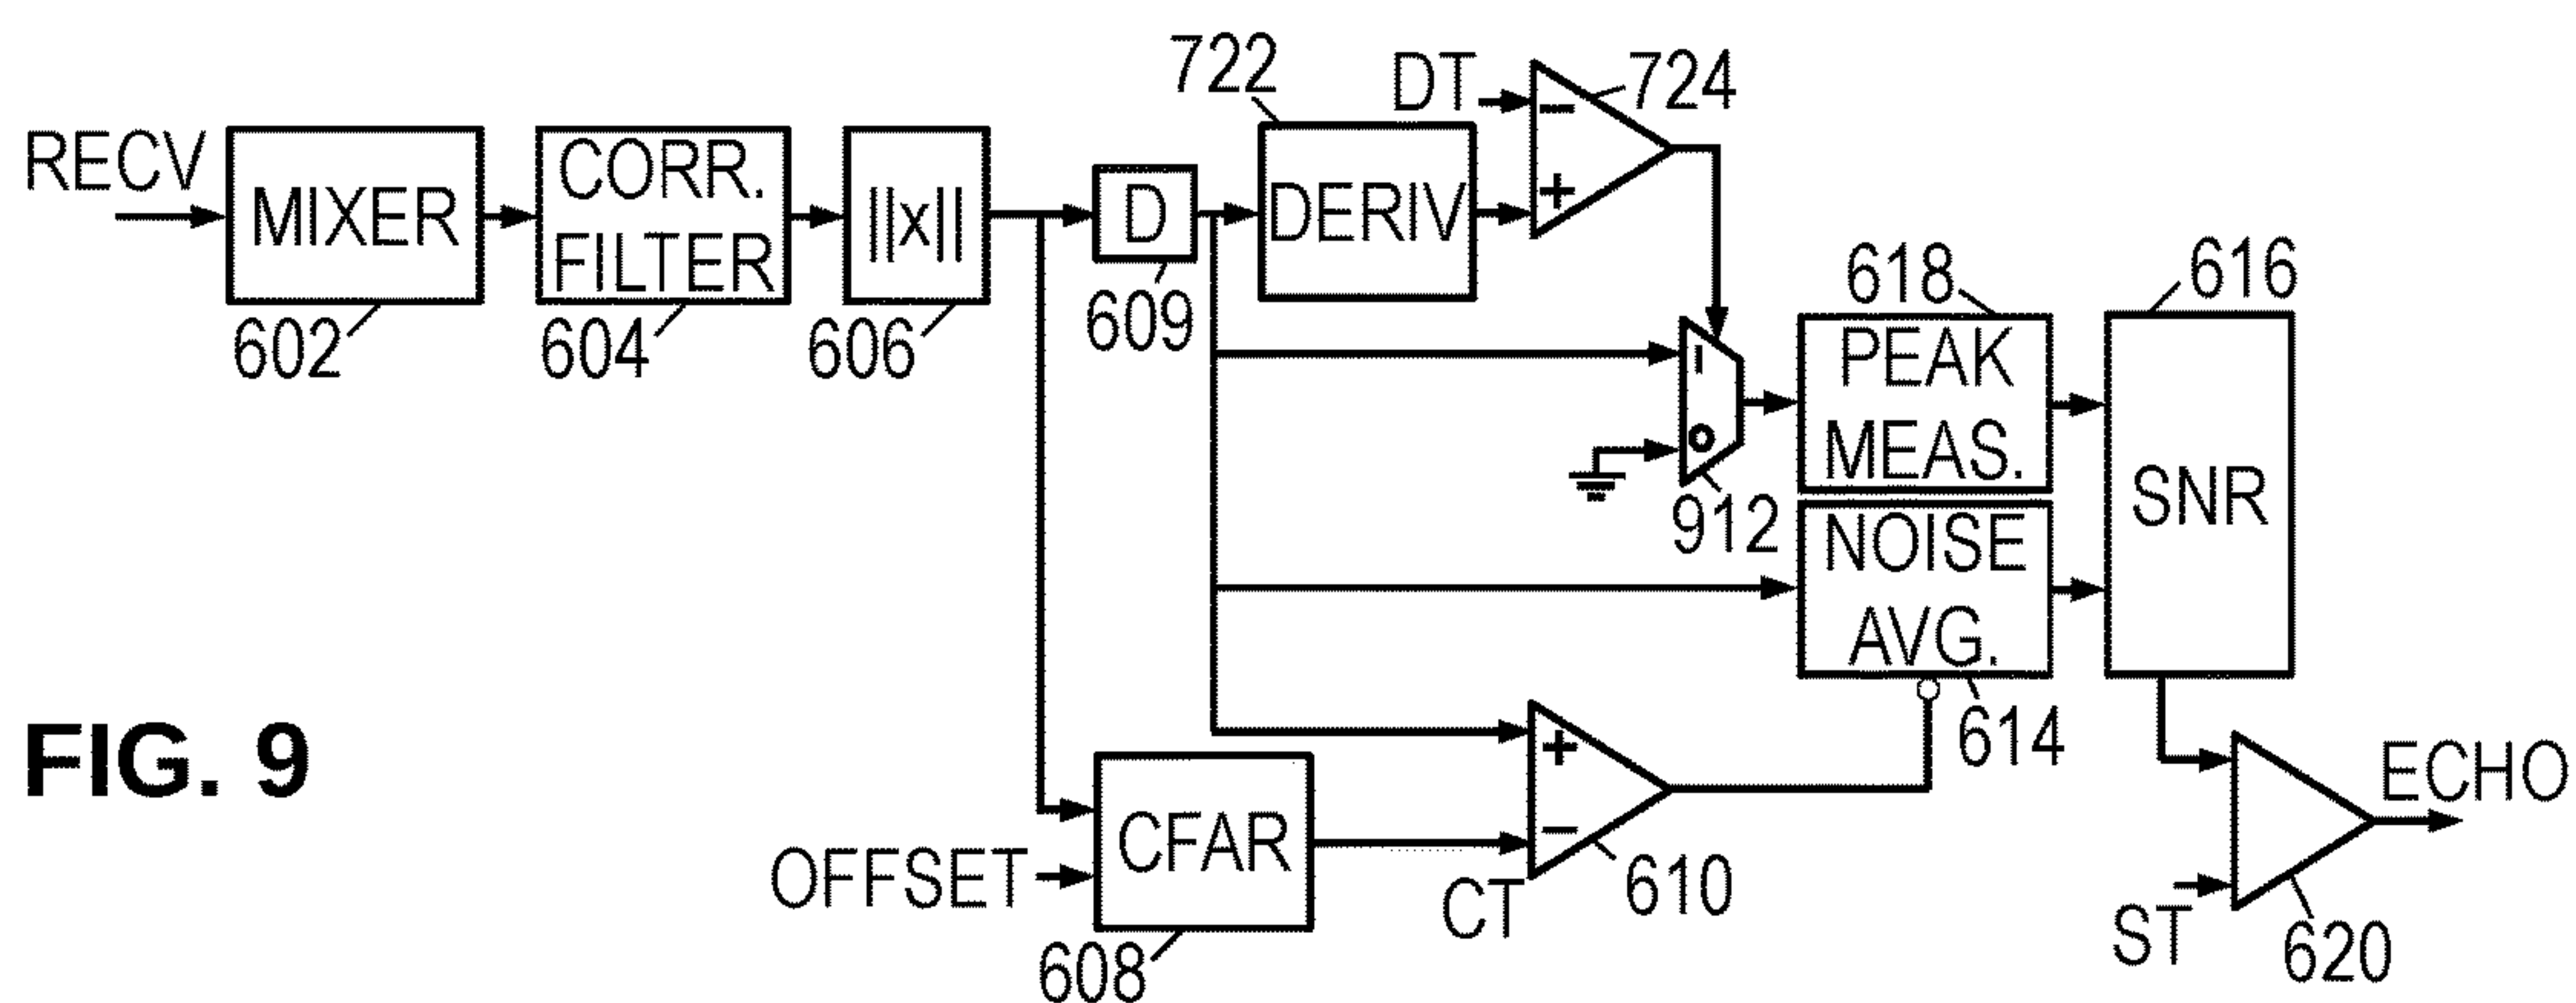 722
DT
724
RECV
MIXER
CORR.
FILTER
||x||
D
DERIV
−
+
602
604
606
609
618
616
I
PEAK
MEAS.
O
912
SNR
NOISE
AVG.
614
FIG. 9
+
−
CFAR
OFFSET
608
CT
610
ECHO
ST
620